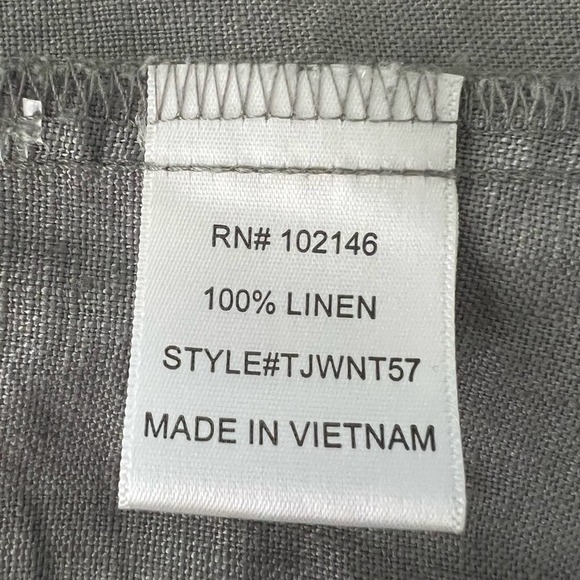 RN# 102146
100% LINEN
STYLE#TJWNT57
MADE IN VIETNAM